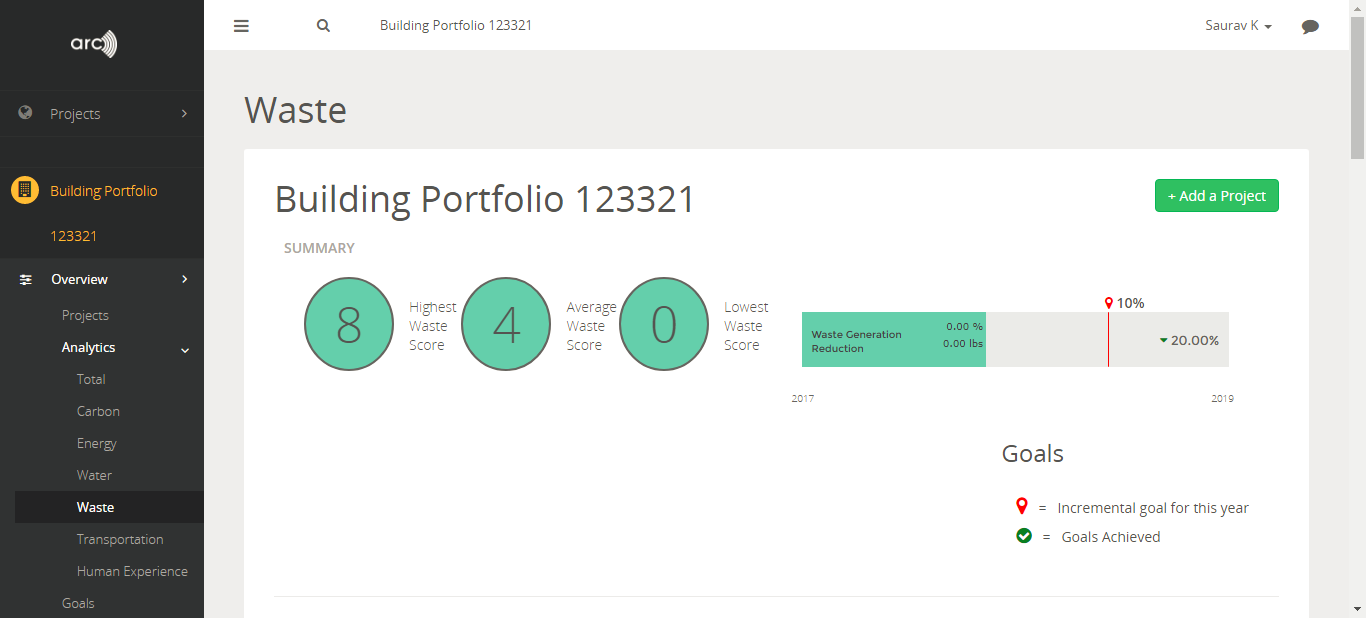 arc
Building Portfolio 123321
Saurav K
Projects
Building Portfolio
123321
Overview
Projects
Analytics
Total
Carbon
Energy
Water
Waste
Transportation
Human Experience
Goals
Waste
Building Portfolio 123321
+ Add a Project
SUMMARY
8
Highest
Waste
Score
4
Average
Waste
Score
0
Lowest
Waste
Score
10%
Waste Generation
Reduction
0.00 %
0.00 lbs
20.00%
2017
2019
Goals
= Incremental goal for this year
= Goals Achieved